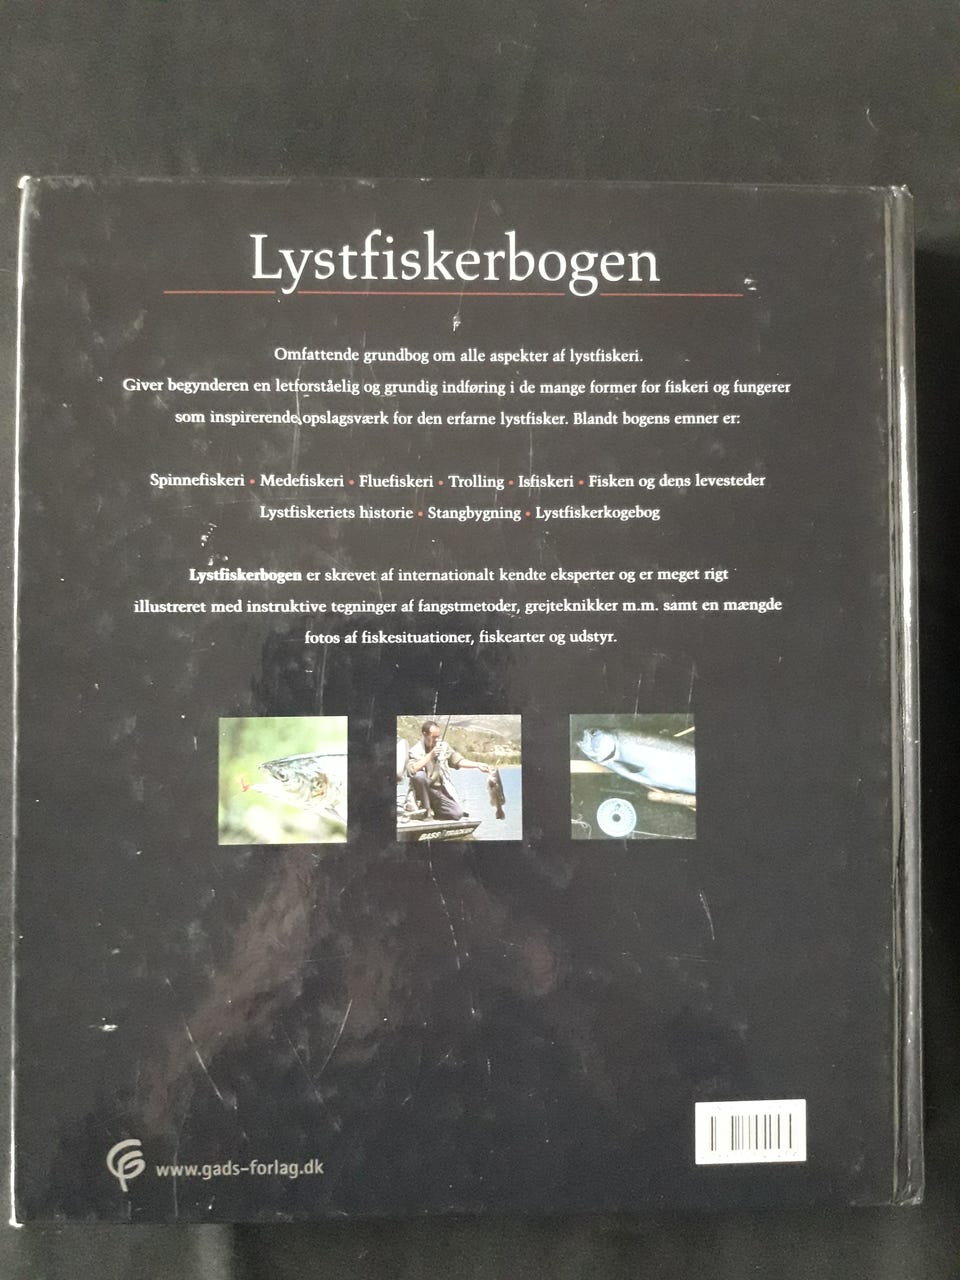 Lystfiskerbogen
Omfattende grundbog om alle aspekter af lystfiskeri.
Giver begynderen en letforståelig og grundig indføring i de mange former for fiskeri og fungerer
som inspirerende opslagsværk for den erfarne lystfisker. Blandt bogens emner er:
Spinnefiskeri • Medefiskeri • Fluefiskeri • Trolling • Isfiskeri • Fisken og dens levesteder
Lystfiskeriets historie • Stangbygning • Lystfiskerkogebog
Lystfiskerbogen er skrevet af internationalt kendte eksperter og er meget rigt
illustreret med instruktive tegninger af fangstmetoder, grejteknikker m.m. samt en mængde
fotos af fiskesituationer, fiskearter og udstyr.
BASS TRACKER
www.gads-forlag.dk